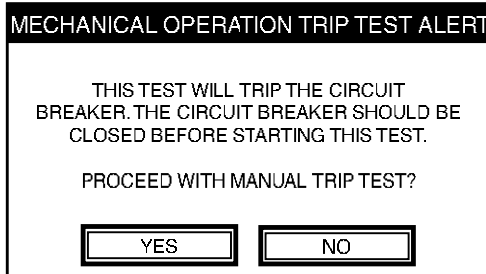 MECHANICAL OPERATION TRIP TEST ALERT
THIS TEST WILL TRIP THE CIRCUIT
BREAKER. THE CIRCUIT BREAKER SHOULD BE
CLOSED BEFORE STARTING THIS TEST.
PROCEED WITH MANUAL TRIP TEST?
YES
NO